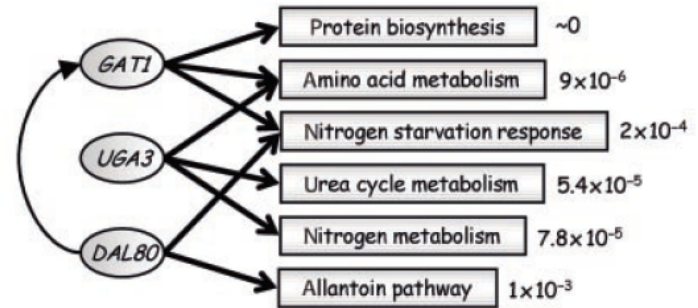 GAT1
UGA3
DAL80
Protein biosynthesis ~0
Amino acid metabolism 9×10⁻⁶
Nitrogen starvation response 2×10⁻⁴
Urea cycle metabolism 5.4×10⁻⁵
Nitrogen metabolism 7.8×10⁻⁵
Allantoin pathway 1×10⁻³